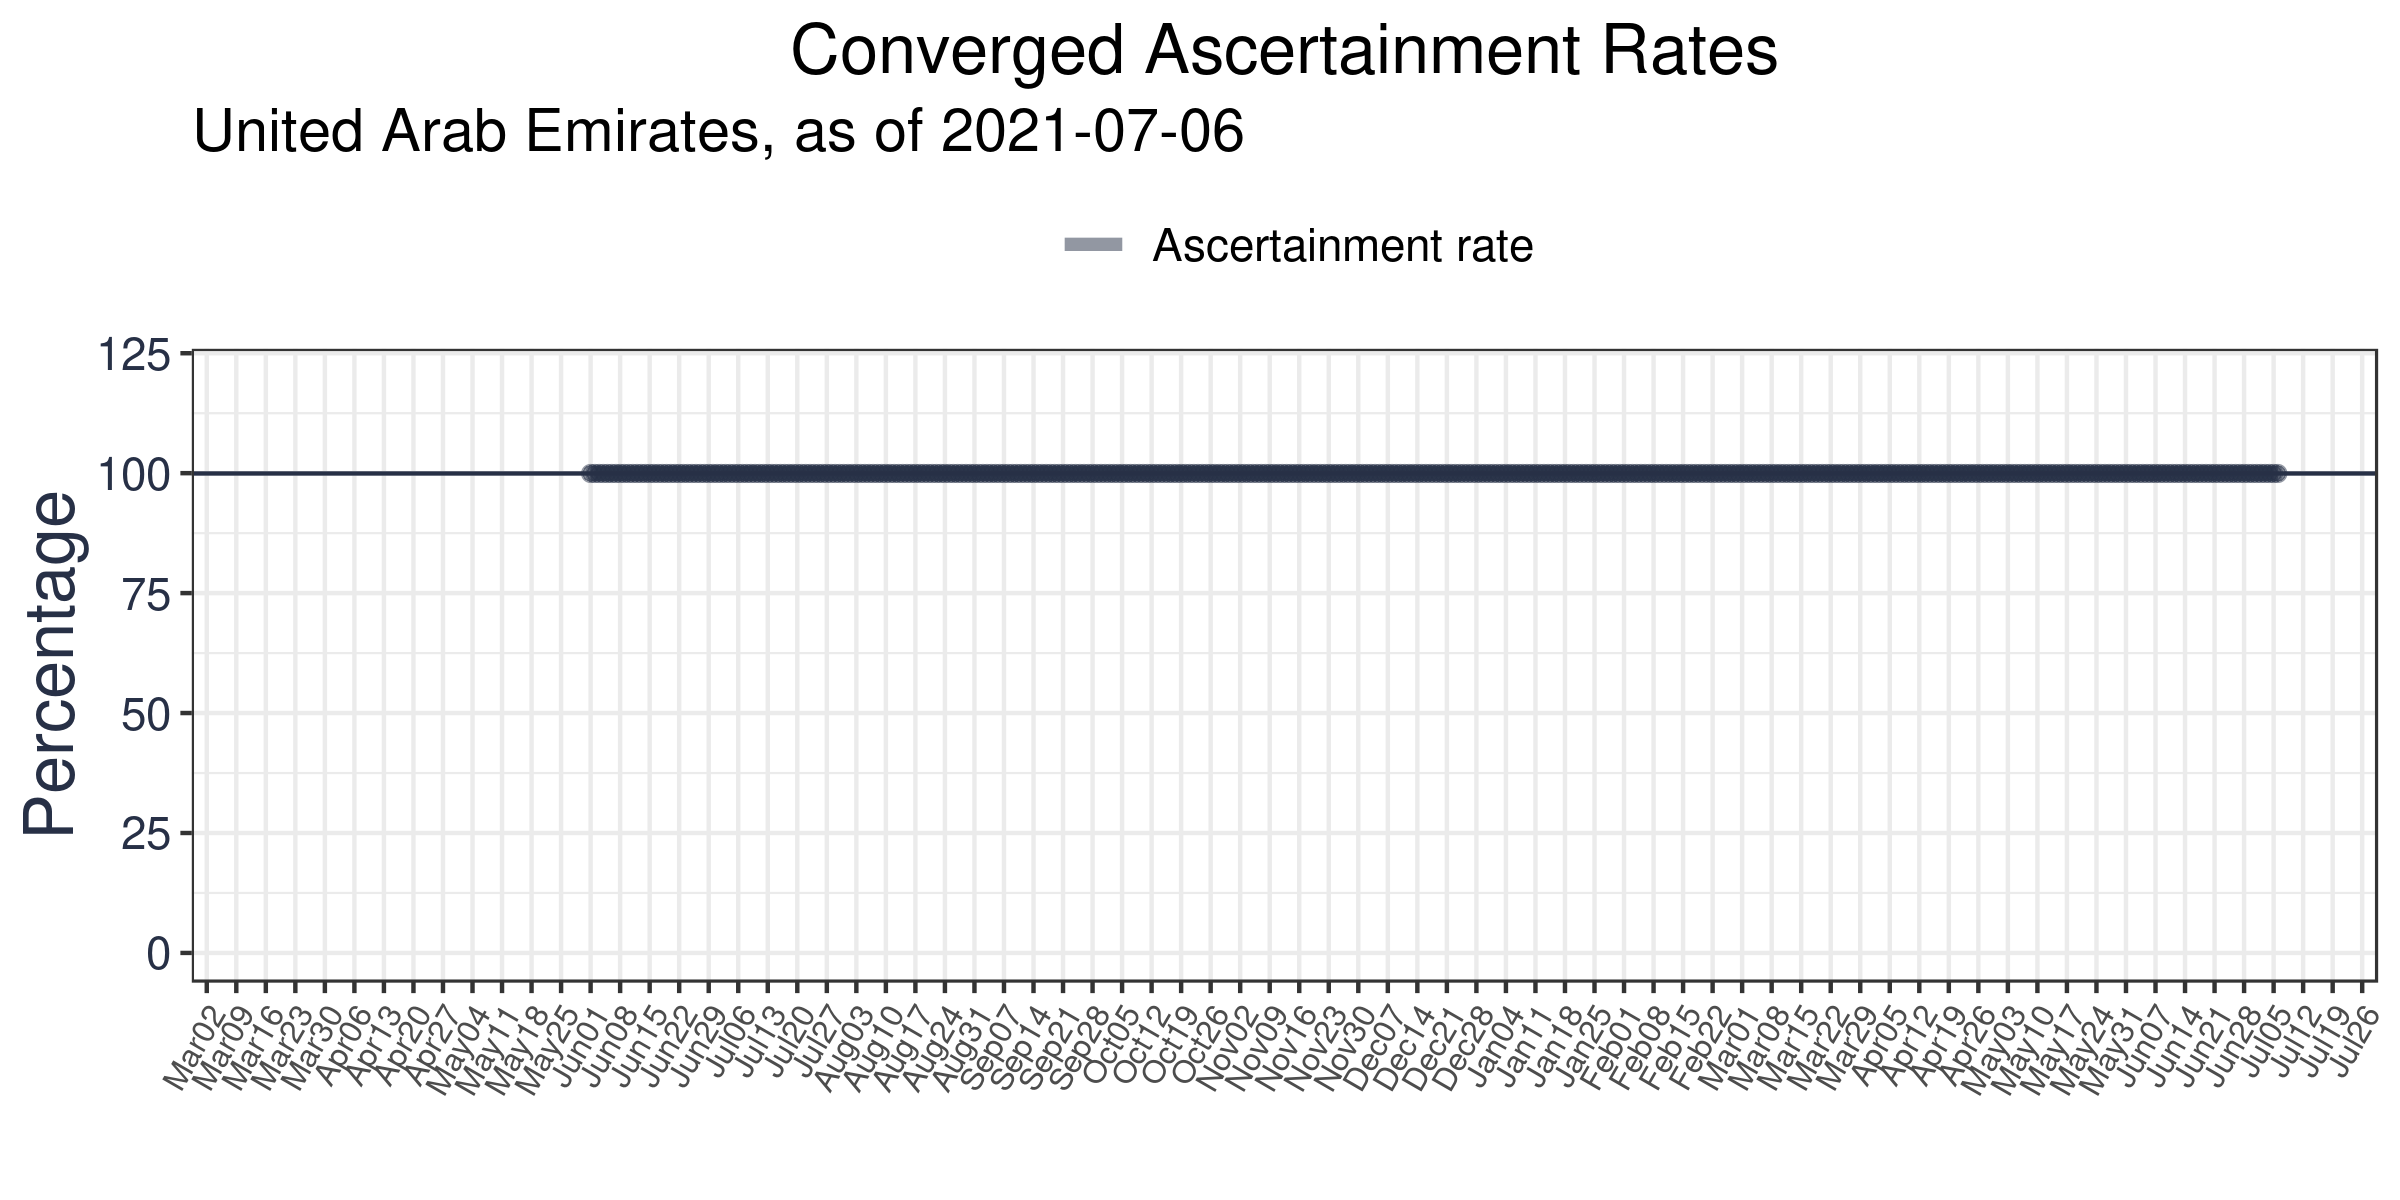 Converged Ascertainment Rates
United Arab Emirates, as of 2021-07-06
Ascertainment rate
125
100
75
50
25
0
Percentage
Mar02
Mar09
Mar16
Mar23
Mar30
Apr06
Apr13
Apr20
Apr27
May04
May11
May18
May25
Jun01
Jun08
Jun15
Jun22
Jun29
Jul06
Jul13
Jul20
Jul27
Aug03
Aug10
Aug17
Aug24
Aug31
Sep07
Sep14
Sep21
Sep28
Oct05
Oct12
Oct19
Oct26
Nov02
Nov09
Nov16
Nov23
Nov30
Dec07
Dec14
Dec21
Dec28
Jan04
Jan11
Jan18
Jan25
Feb01
Feb08
Feb15
Feb22
Mar01
Mar08
Mar15
Mar22
Mar29
Apr05
Apr12
Apr19
Apr26
May03
May10
May17
May24
May31
Jun07
Jun14
Jun21
Jun28
Jul05
Jul12
Jul19
Jul26